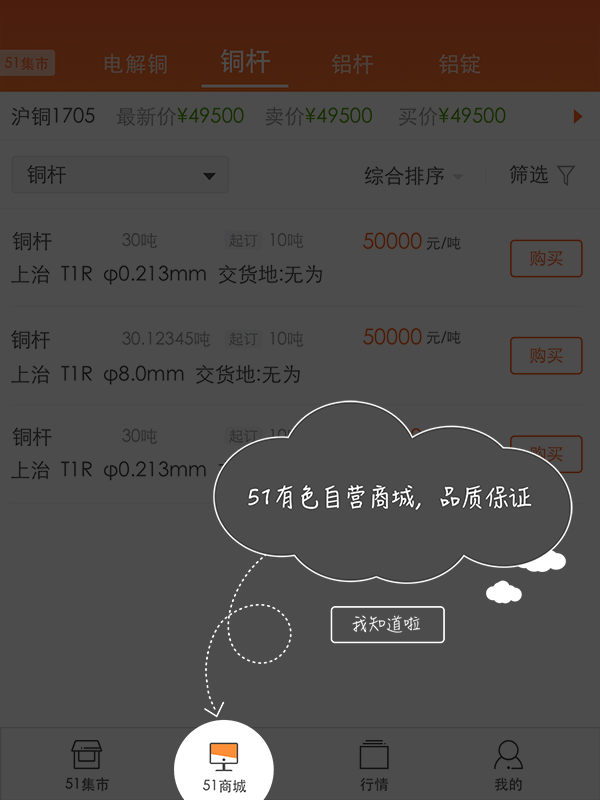 51集市 电解铜 铜杆 铝杆 铝锭
沪铜1705 最新价¥49500 卖价¥49500 买价¥49500
铜杆 综合排序 筛选
铜杆 30吨 起订 10吨 50000 元/吨 购买
上治 T1R φ0.213mm 交货地:无为
铜杆 30.12345吨 起订 10吨 50000 元/吨 购买
上治 T1R φ8.0mm 交货地:无为
铜杆 30吨 起订 购买
上治 T1R φ0.213mm
51有色自营商城，品质保证
我知道啦
51集市 51商城 行情 我的